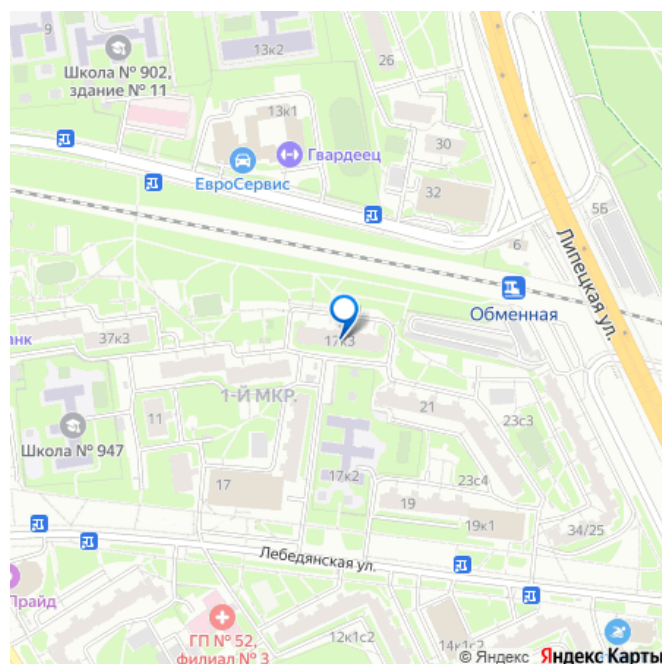 9
13к2
26
Школа № 902,
здание № 11
13к1
30
Гвардеец
ЕвроСервис
32
5Б
6
Липецкая ул.
Обменная
анк
37к3
17к3
1-Й МКР.
21
11
23с3
Школа № 947
17
17к2
23с4
19
19к1
34/25
Лебедянская ул.
Прайд
ГП № 52,
филиал № 3
12к1с2
14к1с2
© Яндекс Яндекс Карты